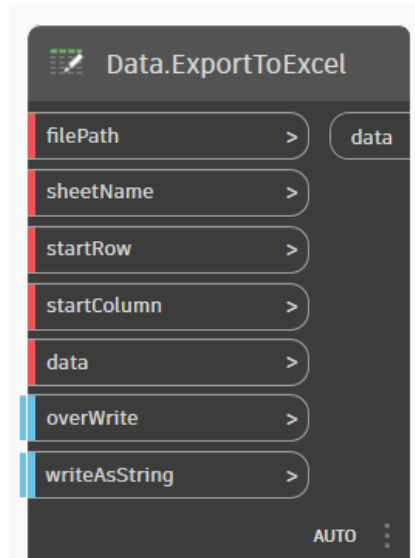 Data.ExportToExcel
filePath > data
sheetName >
startRow >
startColumn >
data >
overWrite >
writeAsString >
AUTO